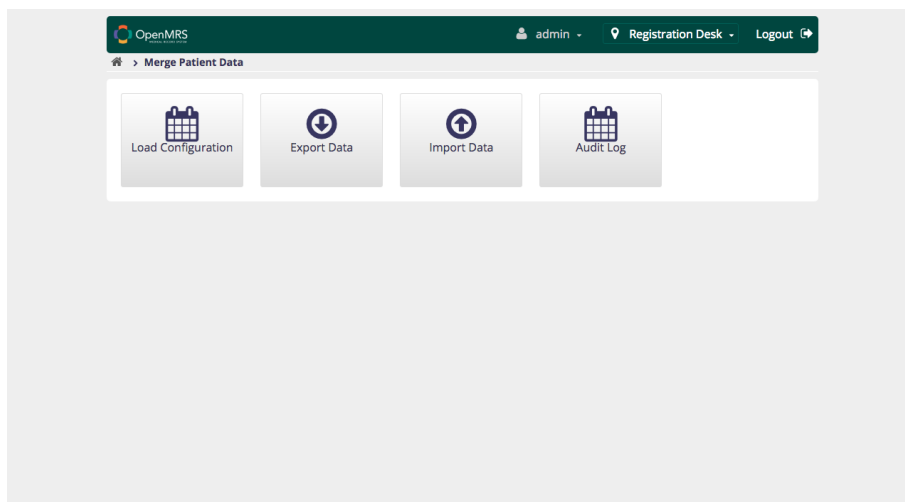 OpenMRS
admin
Registration Desk
Logout
> Merge Patient Data
Load Configuration
Export Data
Import Data
Audit Log